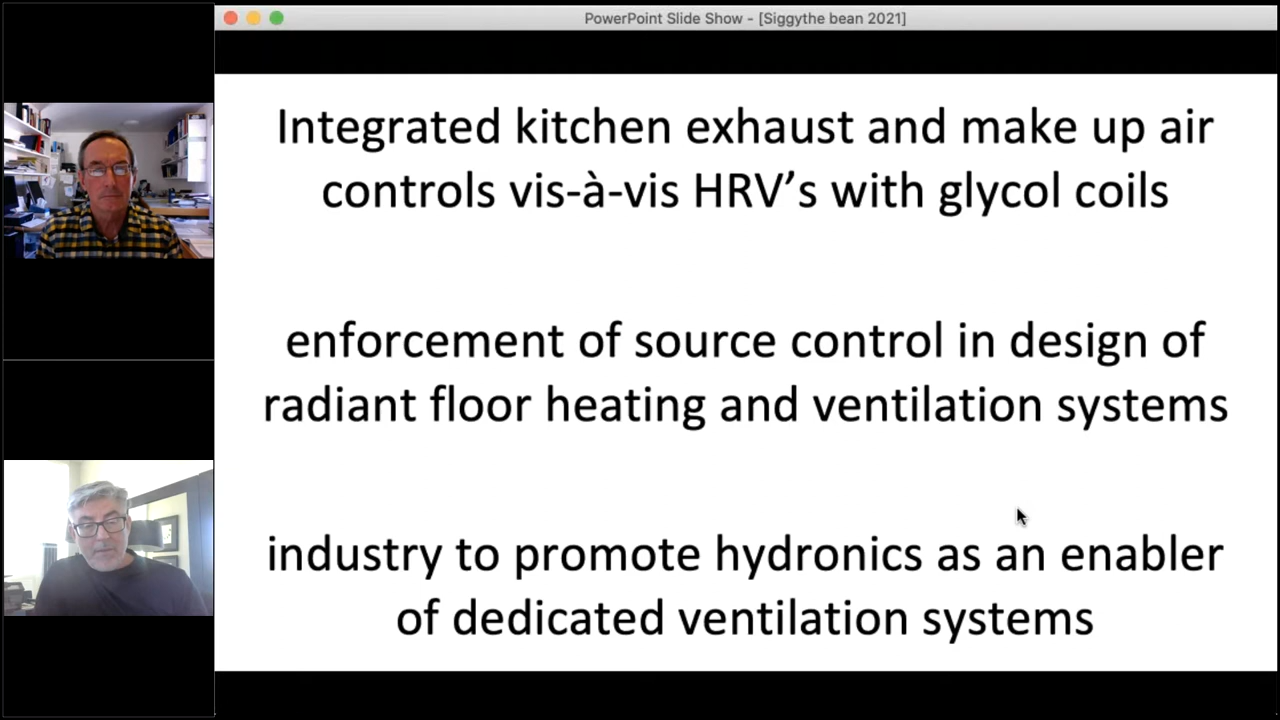 PowerPoint Slide Show - [Siggythe bean 2021]
Integrated kitchen exhaust and make up air
controls vis-à-vis HRV’s with glycol coils
enforcement of source control in design of
radiant floor heating and ventilation systems
industry to promote hydronics as an enabler
of dedicated ventilation systems